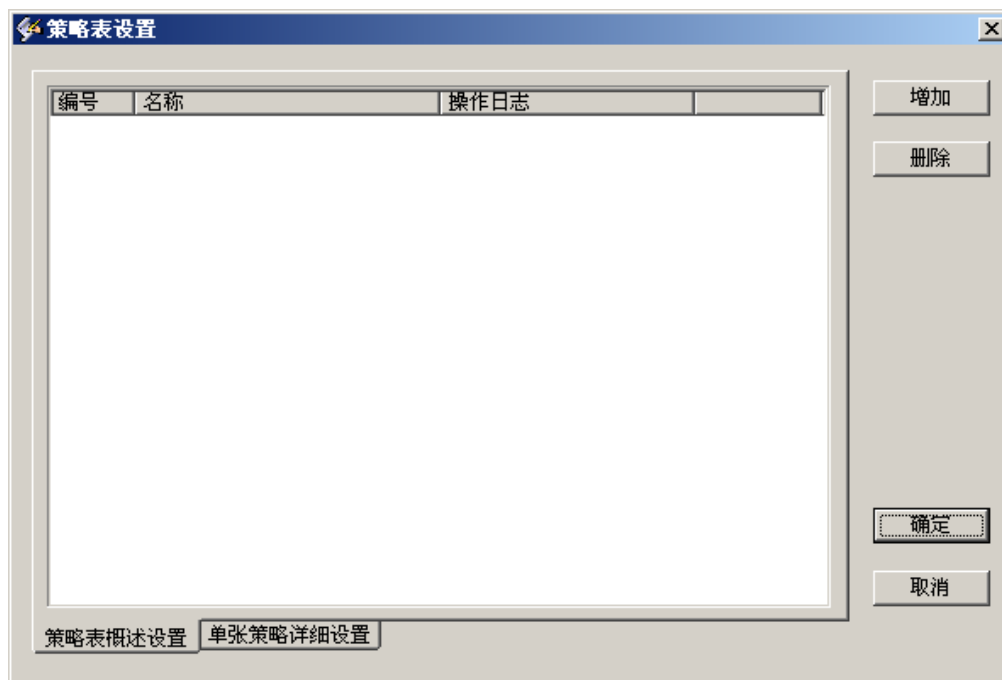 策略表设置
编号 名称 操作日志
增加
删除
确定
取消
策略表概述设置 单张策略详细设置